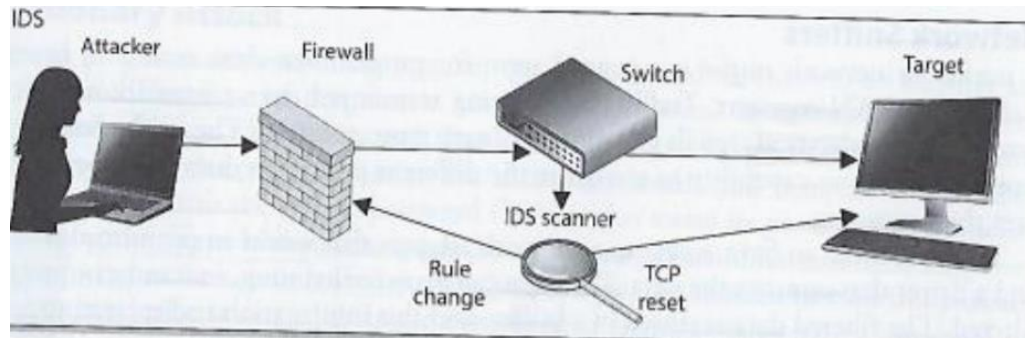 IDS
Attacker
Firewall
Switch
Target
IDS scanner
Rule
change
TCP
reset